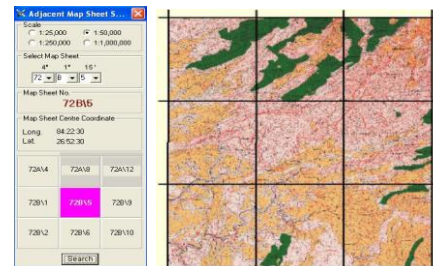 Adjacent Map Sheet S...
Scale
1:25,000 1:50,000
1:250,000 1:1,000,000
Select Map Sheet
4° 1° 15'
72 B 5
Map Sheet No.
72B\5
Map Sheet Centre Coordinate
Long. 84:22:30
Lat. 26:52:30
72A\4 72A\8 72A\12
72B\1 72B\5 72B\9
72B\2 72B\6 72B\10
Search